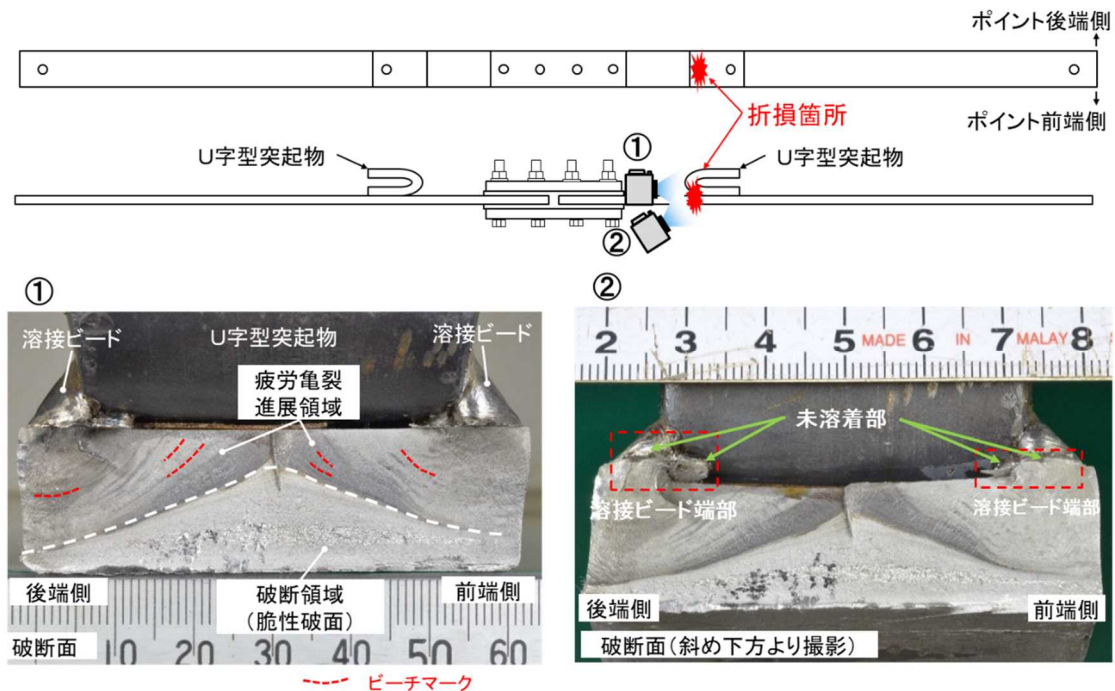 ポイント後端側
折損箇所
ポイント前端側
U字型突起物
①
U字型突起物
②
①
溶接ビード
U字型突起物
溶接ビード
疲労亀裂
進展領域
後端側
破断領域
(脆性破面)
前端側
破断面
10 20 30 40 50 60
ビーチマーク
②
2 3 4 5 MADE 6 IN 7 MALAY 8
未溶着部
溶接ビード端部
溶接ビード端部
後端側
前端側
破断面(斜め下方より撮影)